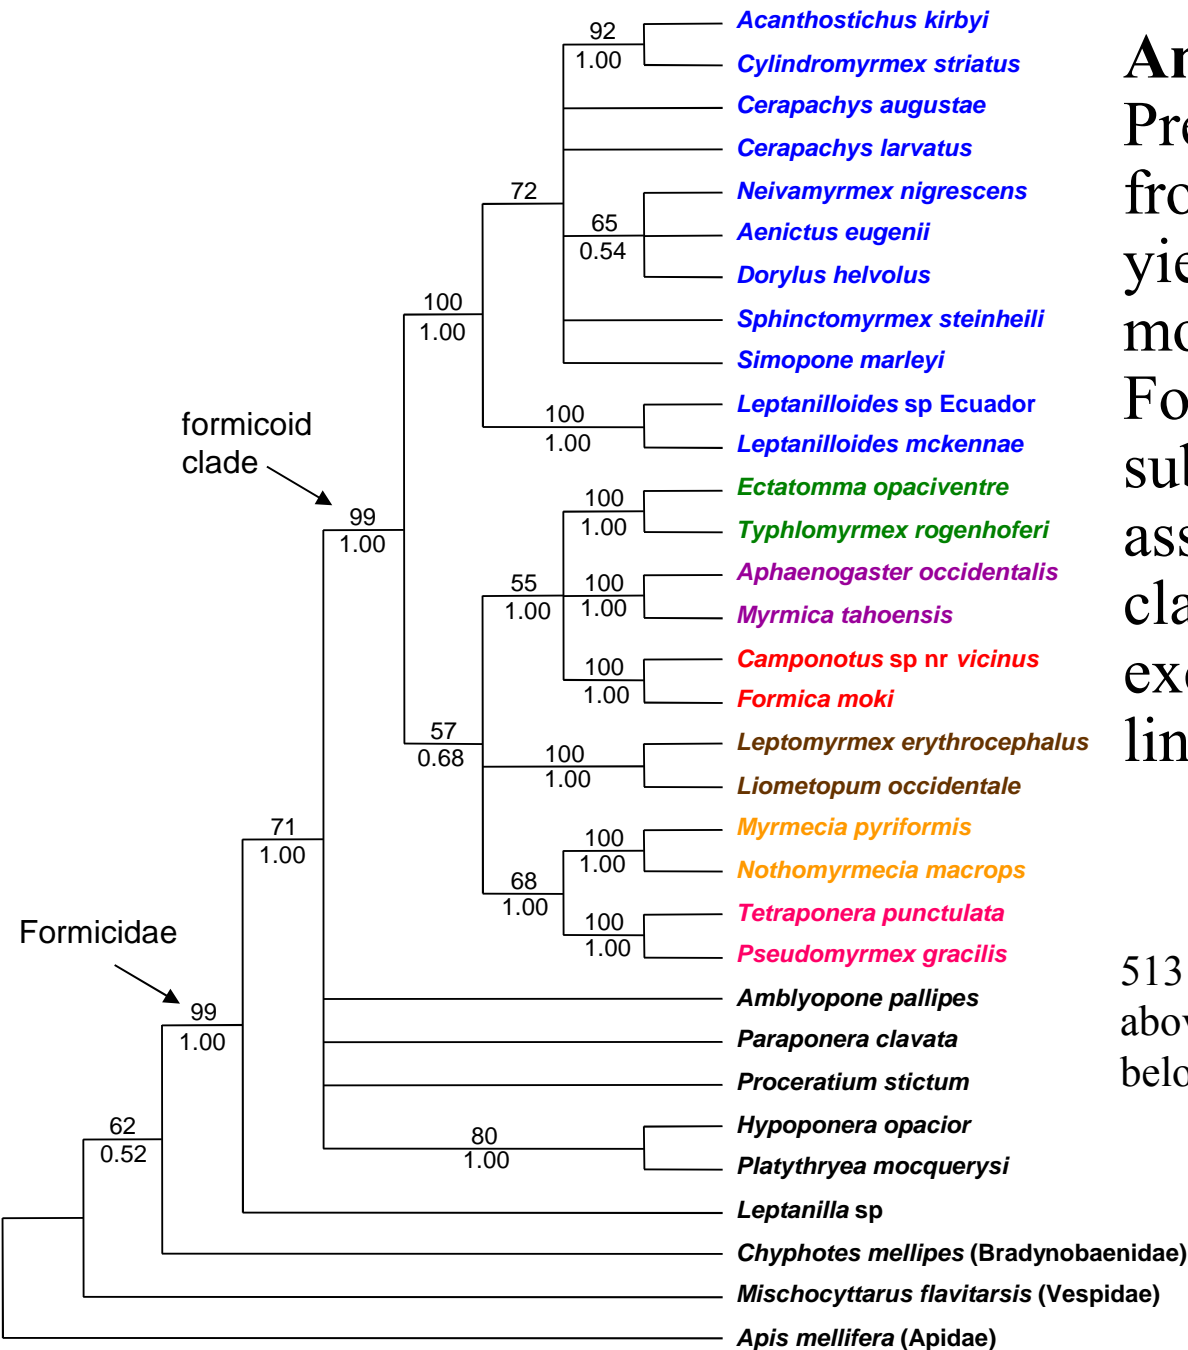 Acanthostichus kirbyi
92
1.00
Cylindromyrmex striatus
Cerapachys augustae
Cerapachys larvatus
72
Neivamyrmex nigrescens
65
Aenictus eugenii
0.54
Dorylus helvolus
100
1.00
Sphinctomyrmex steinheili
Simopone marleyi
Leptanilloides sp Ecuador
100
1.00
Leptanilloides mckennae
formicoid
clade
Ectatomma opaciventre
100
1.00
Typhlomyrmex rogenhoferi
99
1.00
Aphaenogaster occidentalis
55
100
1.00
1.00
Myrmica tahoensis
Camponotus sp nr vicinus
100
1.00
Formica moki
57
0.68
Leptomyrmex erythrocephalus
100
1.00
Liometopum occidentale
71
1.00
Myrmecia pyriformis
100
1.00
Nothomyrmecia macrops
68
1.00
Tetraponera punctulata
100
1.00
Pseudomyrmex gracilis
Formicidae
Amblyopone pallipes
99
1.00
Paraponera clavata
Proceratium stictum
62
0.52
Hypoponera opacior
80
1.00
Platythryea mocquerysi
Leptanilla sp
Chyphotes mellipes (Bradynobaenidae)
Mischocyttarus flavitarsis (Vespidae)
Apis mellifera (Apidae)
513